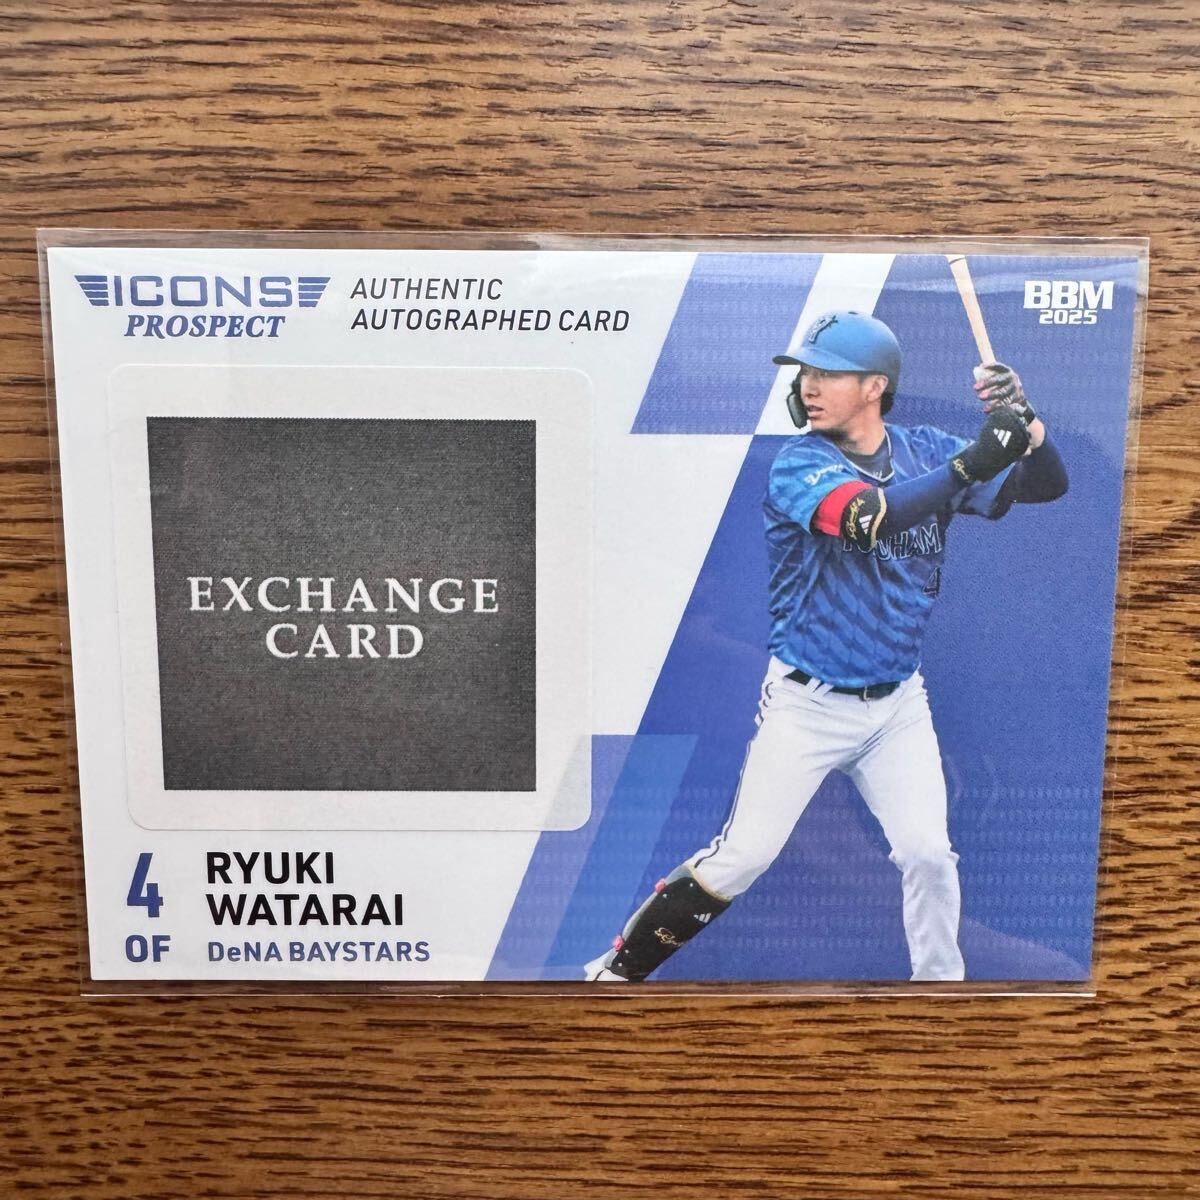 ICONS
PROSPECT
AUTHENTIC
AUTOGRAPHED CARD
BBM
2025
EXCHANGE
CARD
4
OF
RYUKI
WATARAI
DeNA BAYSTARS